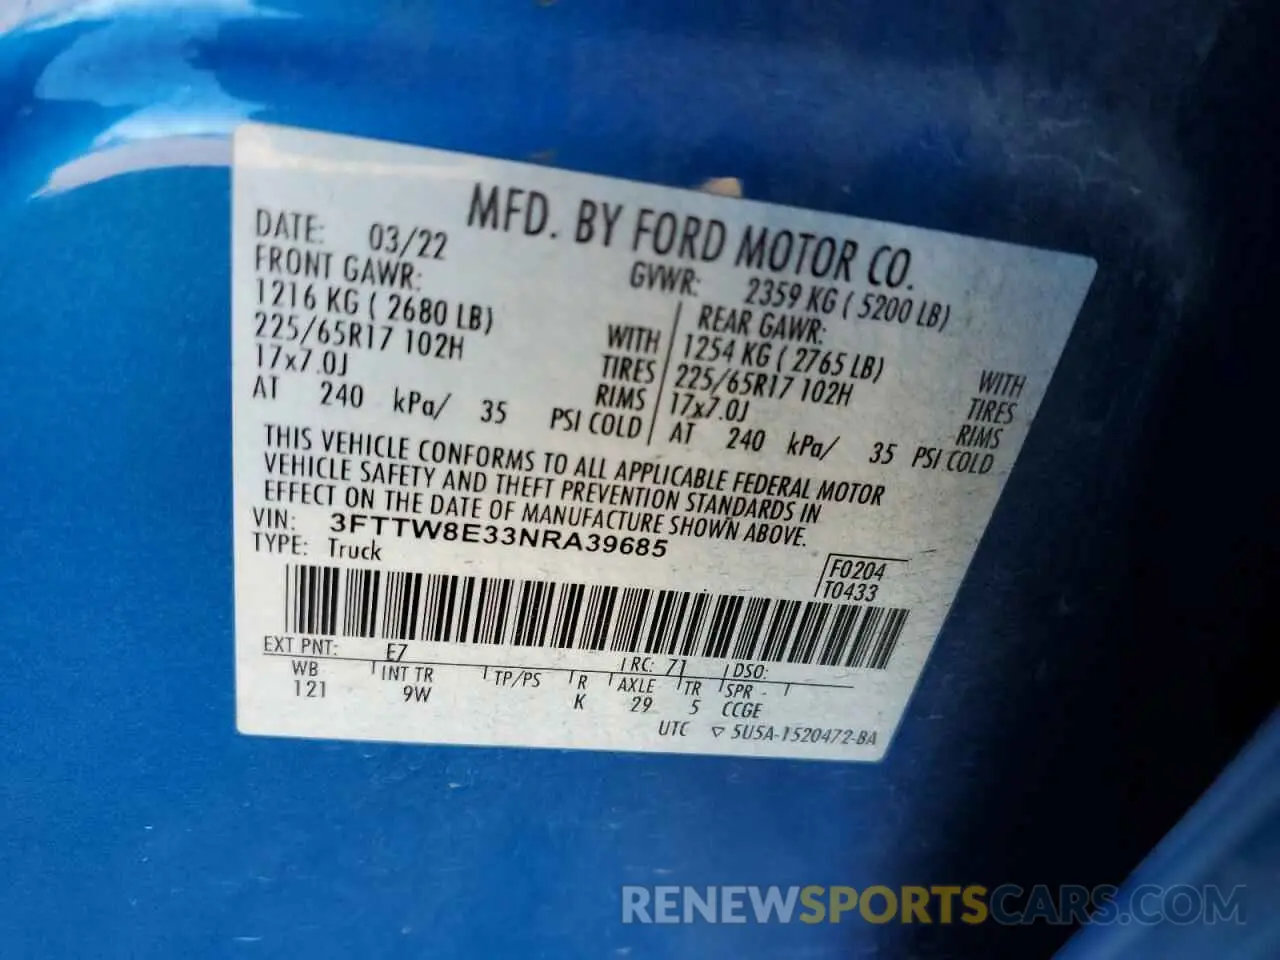 MFD. BY FORD MOTOR CO.
DATE: 03/22 GVWR: 2359 KG ( 5200 LB)
FRONT GAWR: REAR GAWR:
1216 KG ( 2680 LB) WITH 1254 KG ( 2765 LB) WITH
225/65R17 102H TIRES 225/65R17 102H TIRES
17x7.0J RIMS 17x7.0J RIMS
AT 240 kPa/ 35 PSI COLD AT 240 kPa/ 35 PSI COLD
THIS VEHICLE CONFORMS TO ALL APPLICABLE FEDERAL MOTOR
VEHICLE SAFETY AND THEFT PREVENTION STANDARDS IN
EFFECT ON THE DATE OF MANUFACTURE SHOWN ABOVE.
VIN: 3FTTW8E33NRA39685
TYPE: Truck
F0204
T0433
EXT PNT: E7 RC: 71 DSO:
WB INT TR TP/PS R AXLE TR SPR
121 9W K 29 5 CCGE
UTC ▽ 5U5A-1520472-BA
RENEWSPORTSCARS.COM